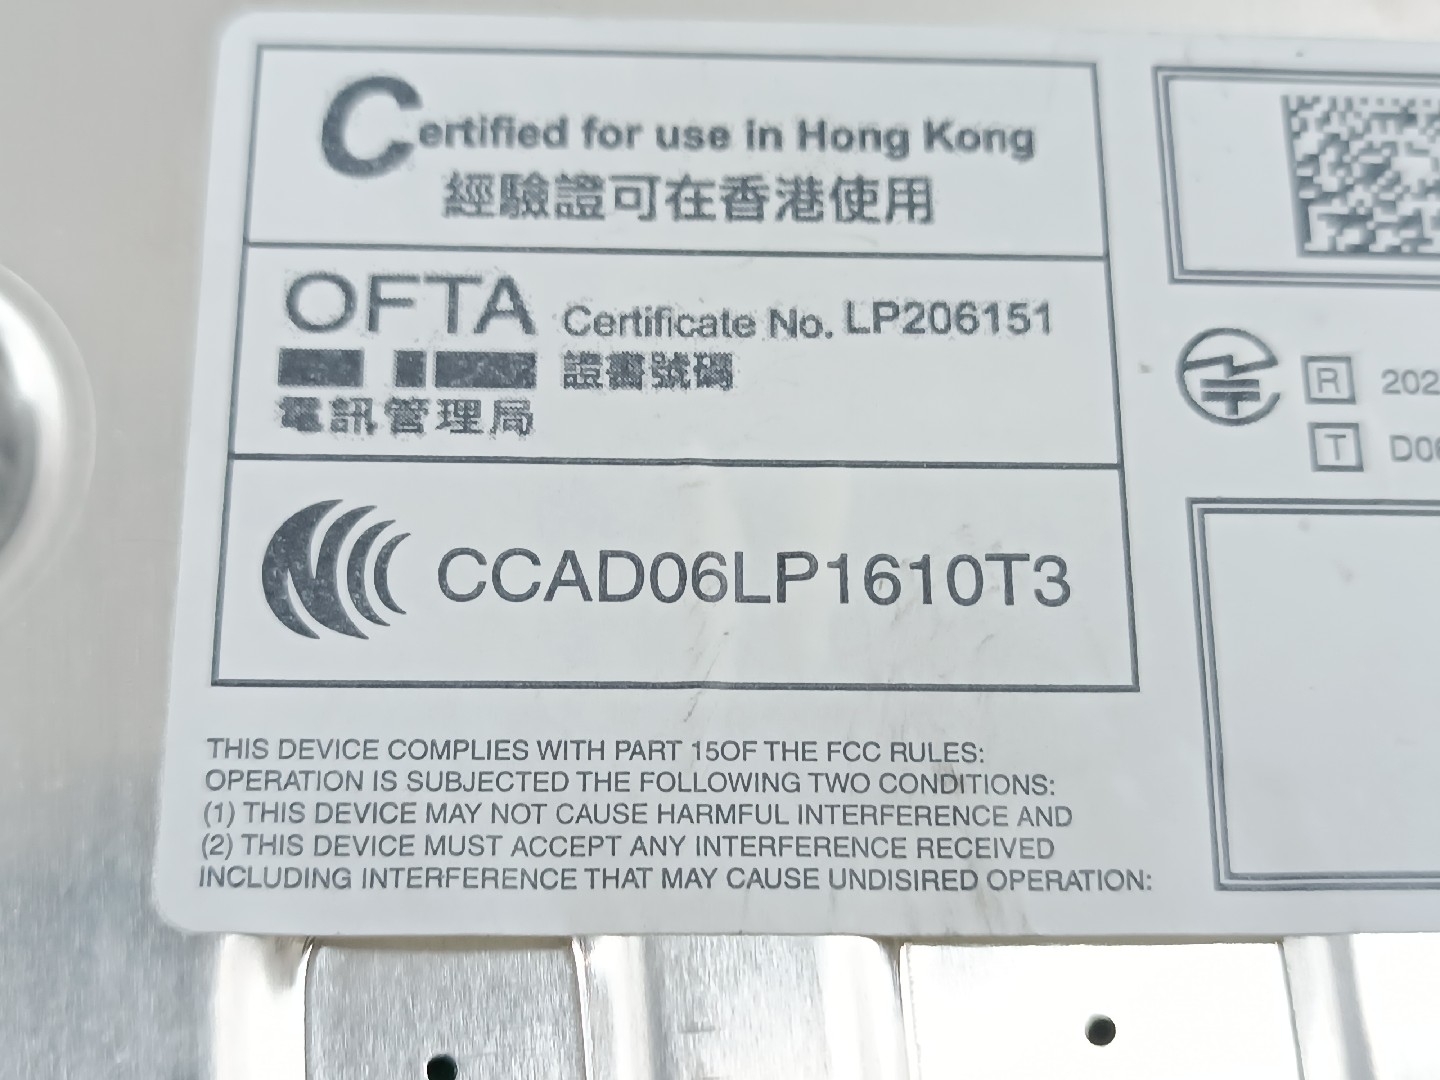 Certified for use in Hong Kong
經驗證可在香港使用
OFTA Certificate No. LP206151
證書號碼
電訊管理局
CCAD06LP1610T3
THIS DEVICE COMPLIES WITH PART 15OF THE FCC RULES:
OPERATION IS SUBJECTED THE FOLLOWING TWO CONDITIONS:
(1) THIS DEVICE MAY NOT CAUSE HARMFUL INTERFERENCE AND
(2) THIS DEVICE MUST ACCEPT ANY INTERFERENCE RECEIVED
INCLUDING INTERFERENCE THAT MAY CAUSE UNDISIRED OPERATION:
R 202
T D06